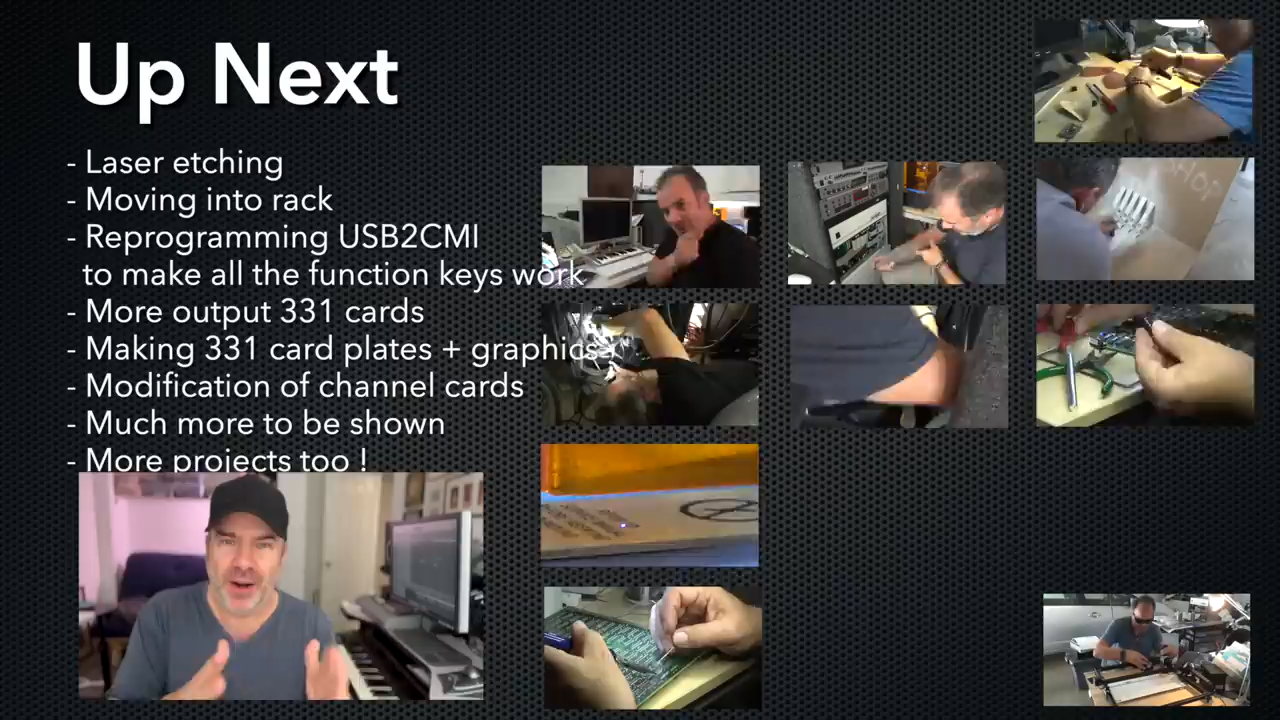 Up Next
- Laser etching
- Moving into rack
- Reprogramming USB2CMI
to make all the function keys work
- More output 331 cards
- Making 331 card plates + graphics
- Modification of channel cards
- Much more to be shown
- More projects too !